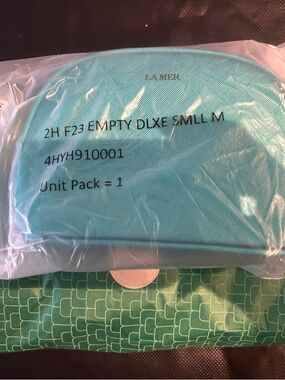 LA MER
2H F23 EMPTY DLXE SMLL M
4HYH910001
Unit Pack = 1